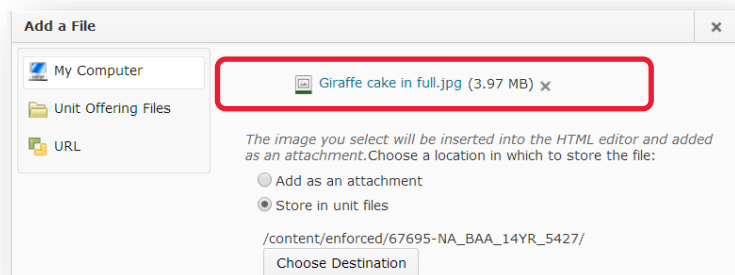 Add a File
My Computer
Unit Offering Files
URL
Giraffe cake in full.jpg (3.97 MB)
The image you select will be inserted into the HTML editor and added
as an attachment.Choose a location in which to store the file:
Add as an attachment
Store in unit files
/content/enforced/67695-NA_BAA_14YR_5427/
Choose Destination